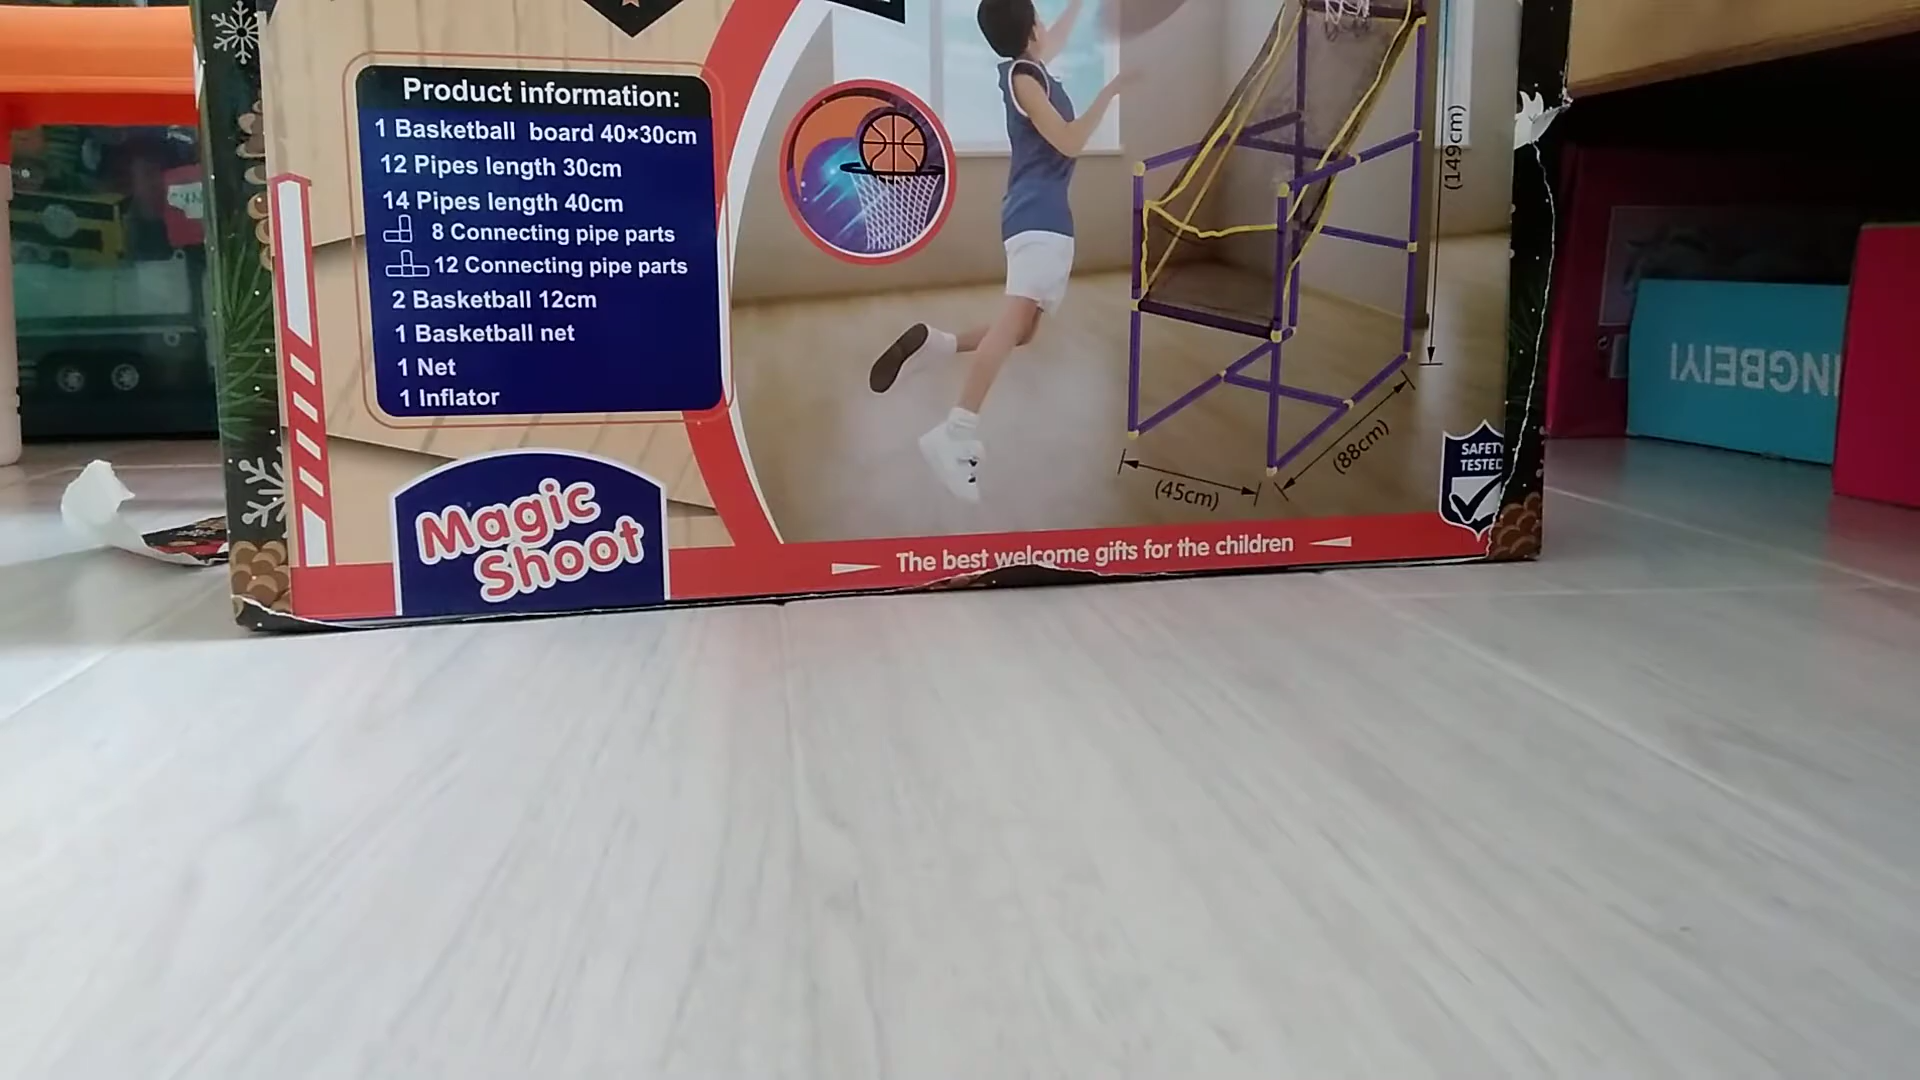 Product information:
1 Basketball board 40×30cm
12 Pipes length 30cm
14 Pipes length 40cm
8 Connecting pipe parts
12 Connecting pipe parts
2 Basketball 12cm
1 Basketball net
1 Net
1 Inflator
Magic
Shoot
(149cm)
(88cm)
(45cm)
SAFETY
TESTED
The best welcome gifts for the children
INGBEIYI